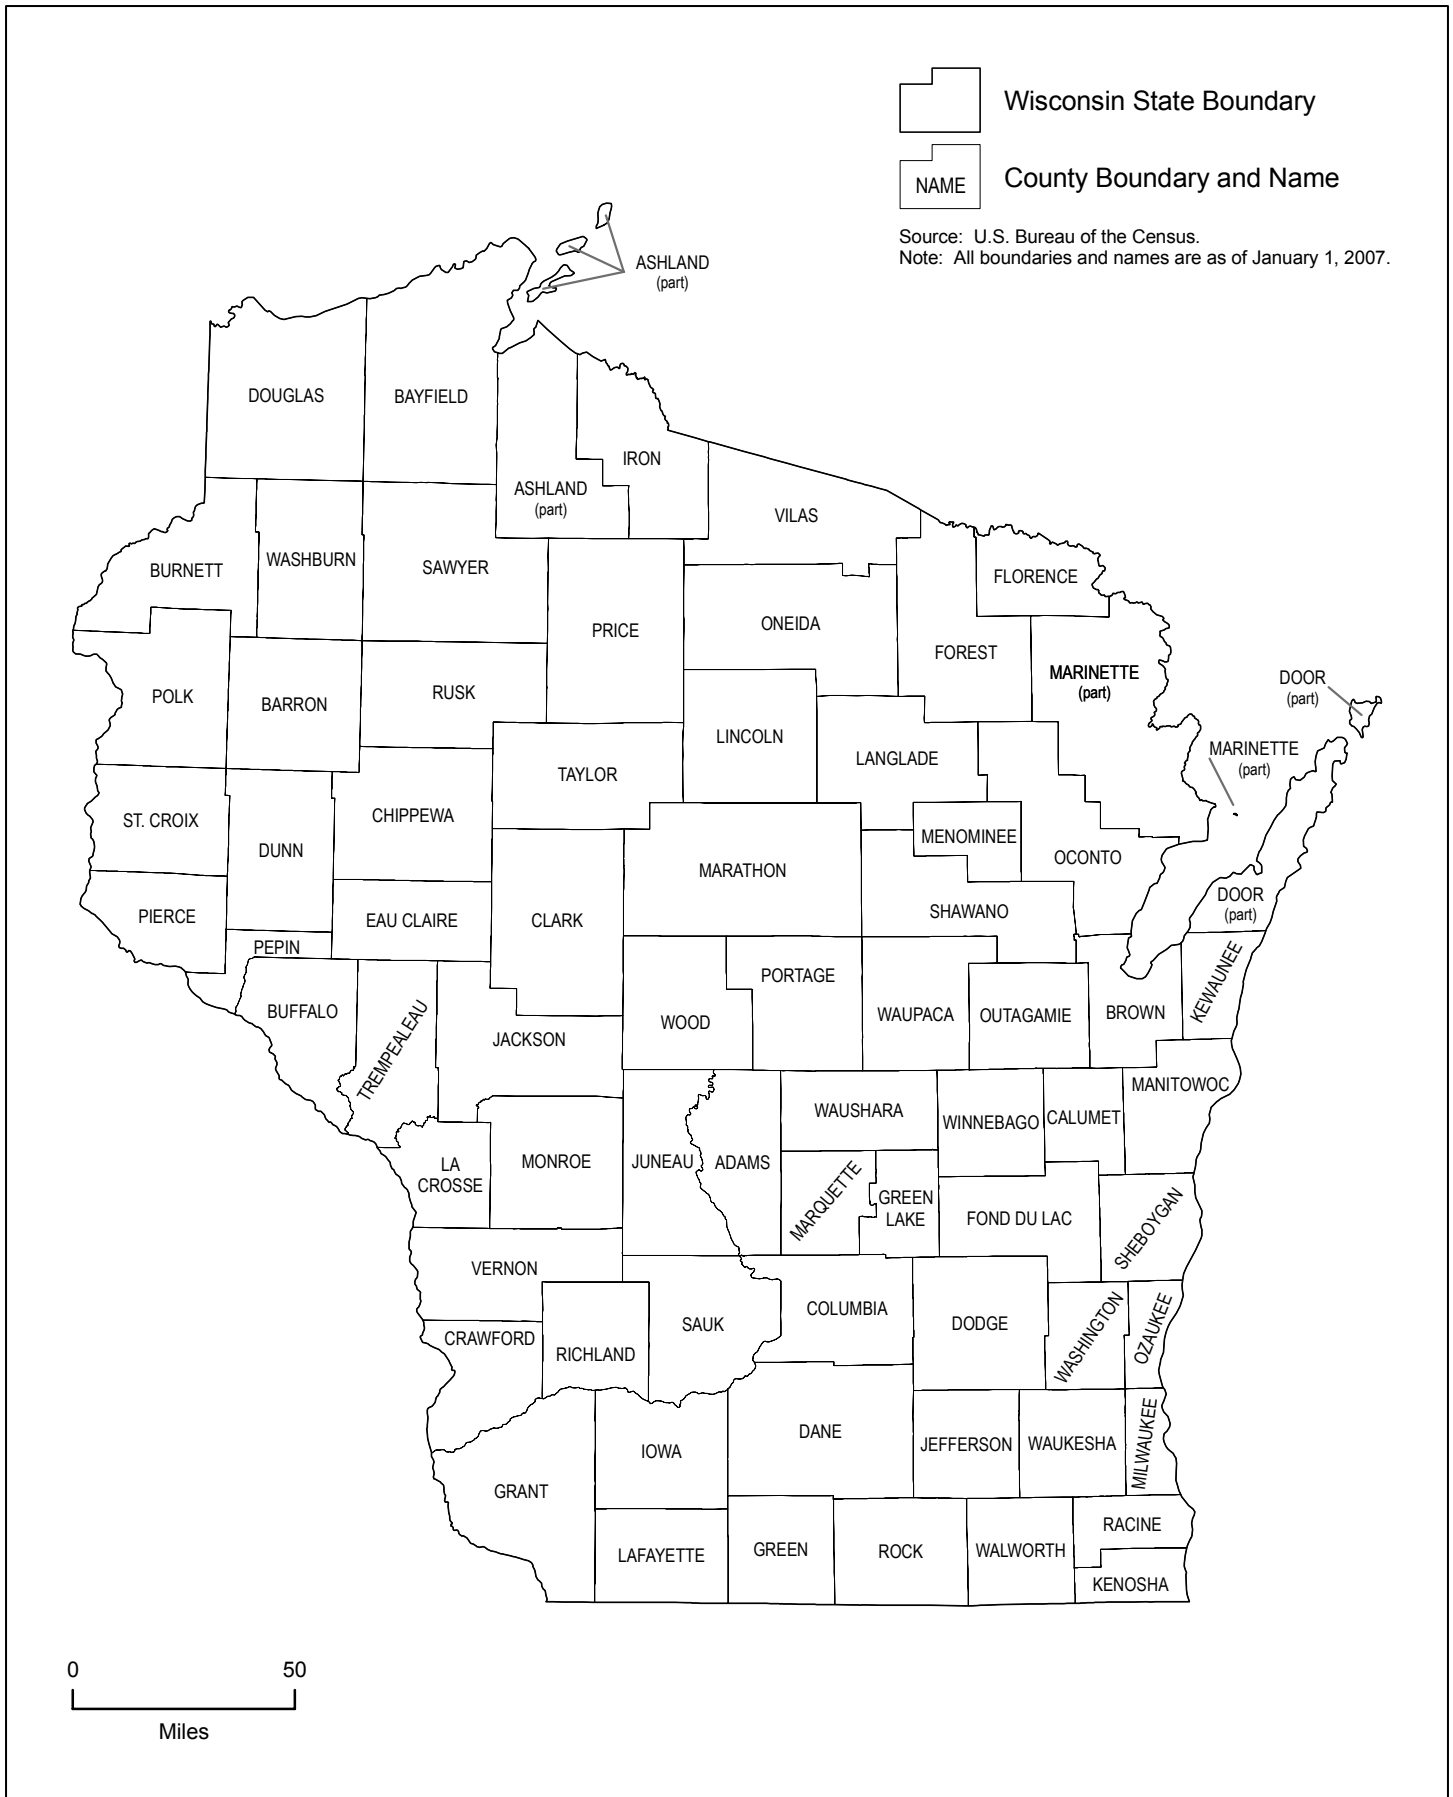 Wisconsin State Boundary
NAME
County Boundary and Name
Source: U.S. Bureau of the Census.
Note: All boundaries and names are as of January 1, 2007.
ASHLAND
(part)
DOUGLAS
BAYFIELD
IRON
ASHLAND
(part)
VILAS
BURNETT
WASHBURN
SAWYER
FLORENCE
PRICE
ONEIDA
FOREST
MARINETTE
(part)
DOOR
(part)
POLK
BARRON
RUSK
LINCOLN
LANGLADE
MARINETTE
(part)
TAYLOR
ST. CROIX
CHIPPEWA
DUNN
MENOMINEE
OCONTO
MARATHON
PIERCE
EAU CLAIRE
CLARK
SHAWANO
DOOR
(part)
PEPIN
PORTAGE
KEWAUNEE
BUFFALO
WOOD
WAUPACA
OUTAGAMIE
BROWN
TREMPEALEAU
JACKSON
MANITOWOC
WAUSHARA
WINNEBAGO
CALUMET
LA
CROSSE
MONROE
JUNEAU
ADAMS
MARQUETTE
GREEN
LAKE
FOND DU LAC
SHEBOYGAN
VERNON
COLUMBIA
SAUK
DODGE
WASHINGTON
OZAUKEE
CRAWFORD
RICHLAND
DANE
IOWA
JEFFERSON
WAUKESHA
MILWAUKEE
GRANT
RACINE
LAFAYETTE
GREEN
ROCK
WALWORTH
KENOSHA
0 50
Miles